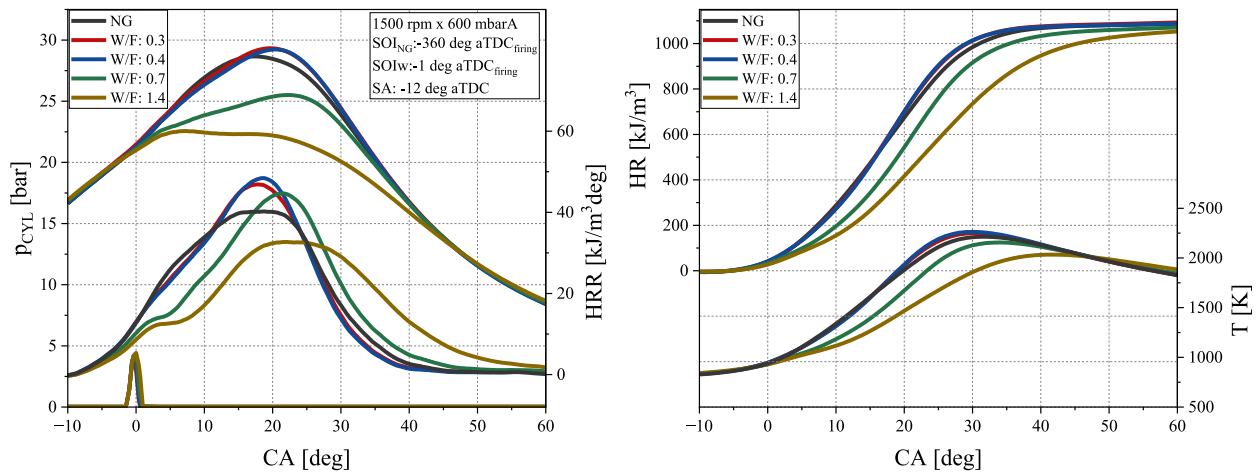 NG
W/F: 0.3
W/F: 0.4
W/F: 0.7
W/F: 1.4
1500 rpm x 600 mbarA
SOI_NG:-360 deg aTDC_firing
SOIw:-1 deg aTDC_firing
SA: -12 deg aTDC
30
25
20
15
10
5
0
p_CYL [bar]
60
40
20
0
HRR [kJ/m³deg]
−10 0 10 20 30 40 50 60
CA [deg]
NG
W/F: 0.3
W/F: 0.4
W/F: 0.7
W/F: 1.4
1000
800
600
400
200
0
HR [kJ/m³]
2500
2000
1500
1000
500
T [K]
−10 0 10 20 30 40 50 60
CA [deg]